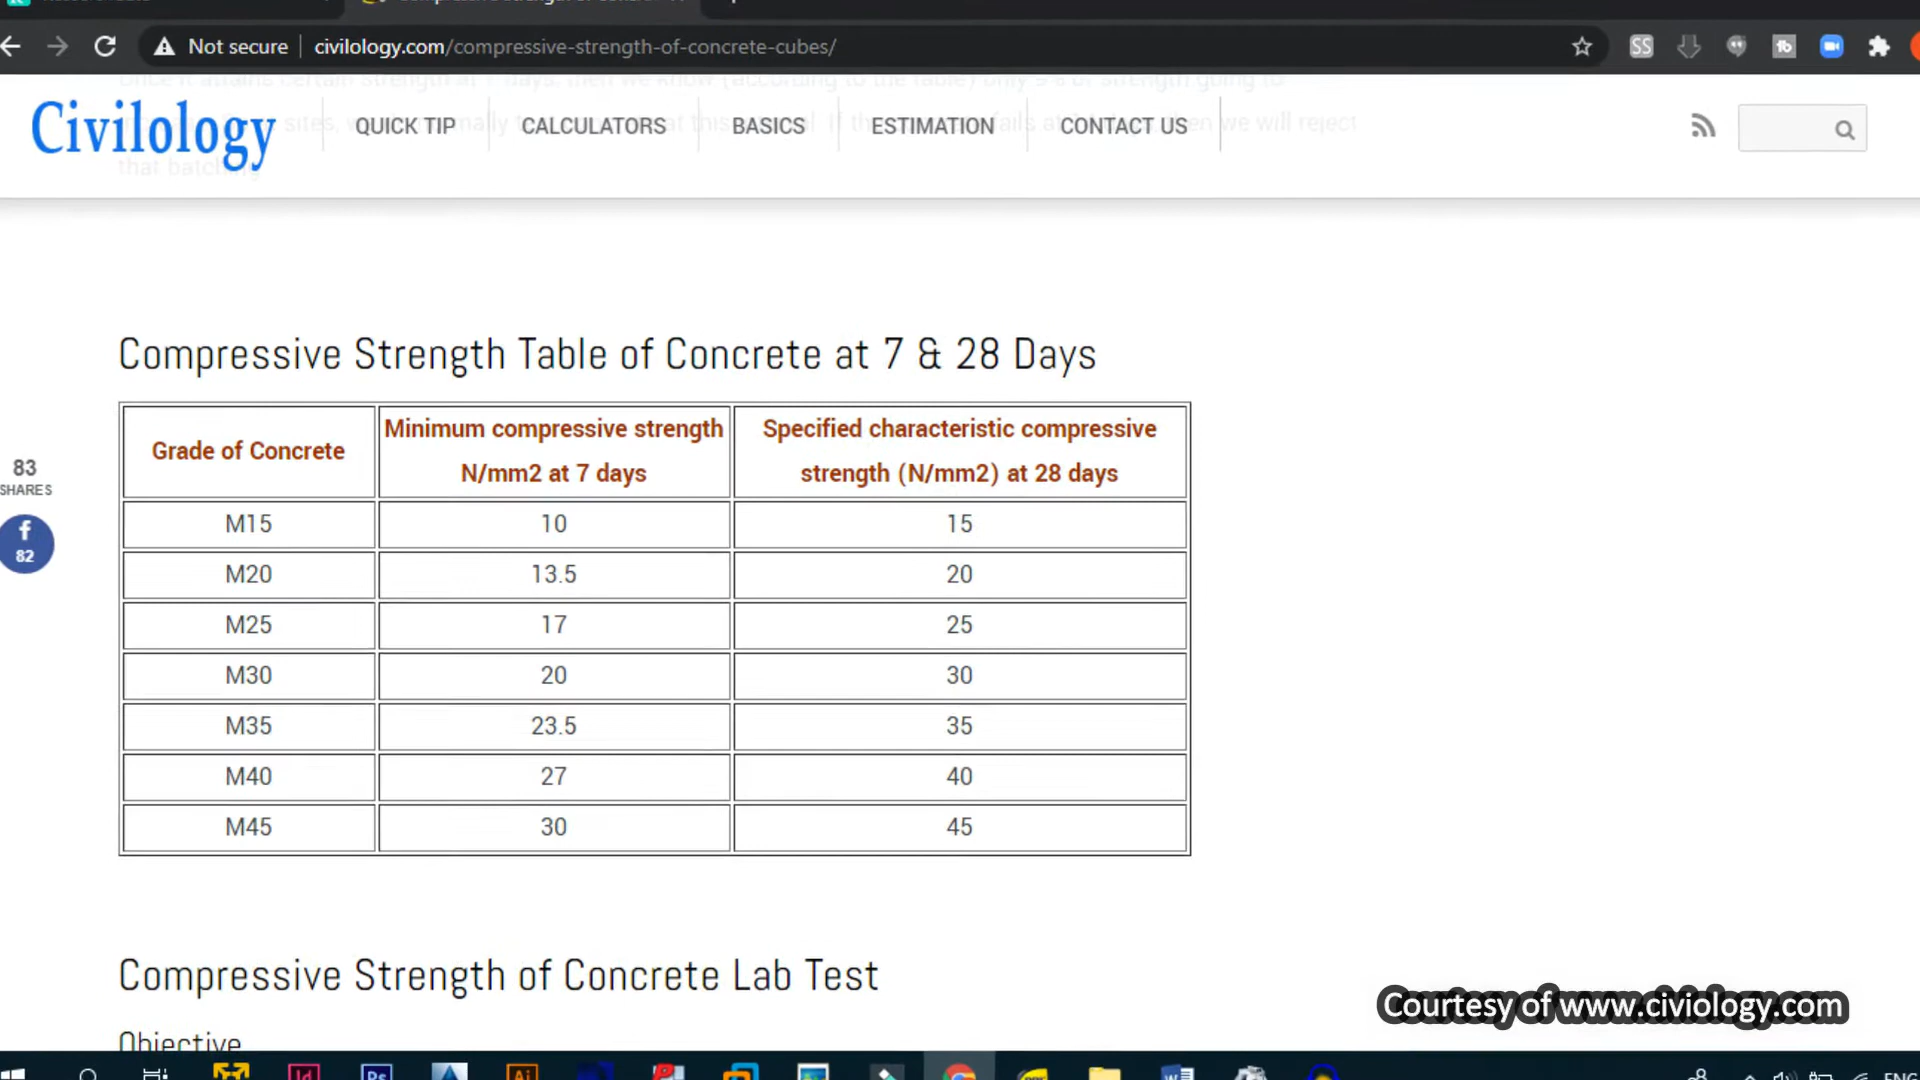 Not secure civilology.com/compressive-strength-of-concrete-cubes/
Civilology QUICK TIP CALCULATORS BASICS ESTIMATION CONTACT US
that batching.
Compressive Strength Table of Concrete at 7 & 28 Days
Grade of Concrete
Minimum compressive strength
N/mm2 at 7 days
Specified characteristic compressive
strength (N/mm2) at 28 days
M15 10 15
M20 13.5 20
M25 17 25
M30 20 30
M35 23.5 35
M40 27 40
M45 30 45
83
SHARES
f
82
Compressive Strength of Concrete Lab Test
Objective
Courtesy of www.civiology.com